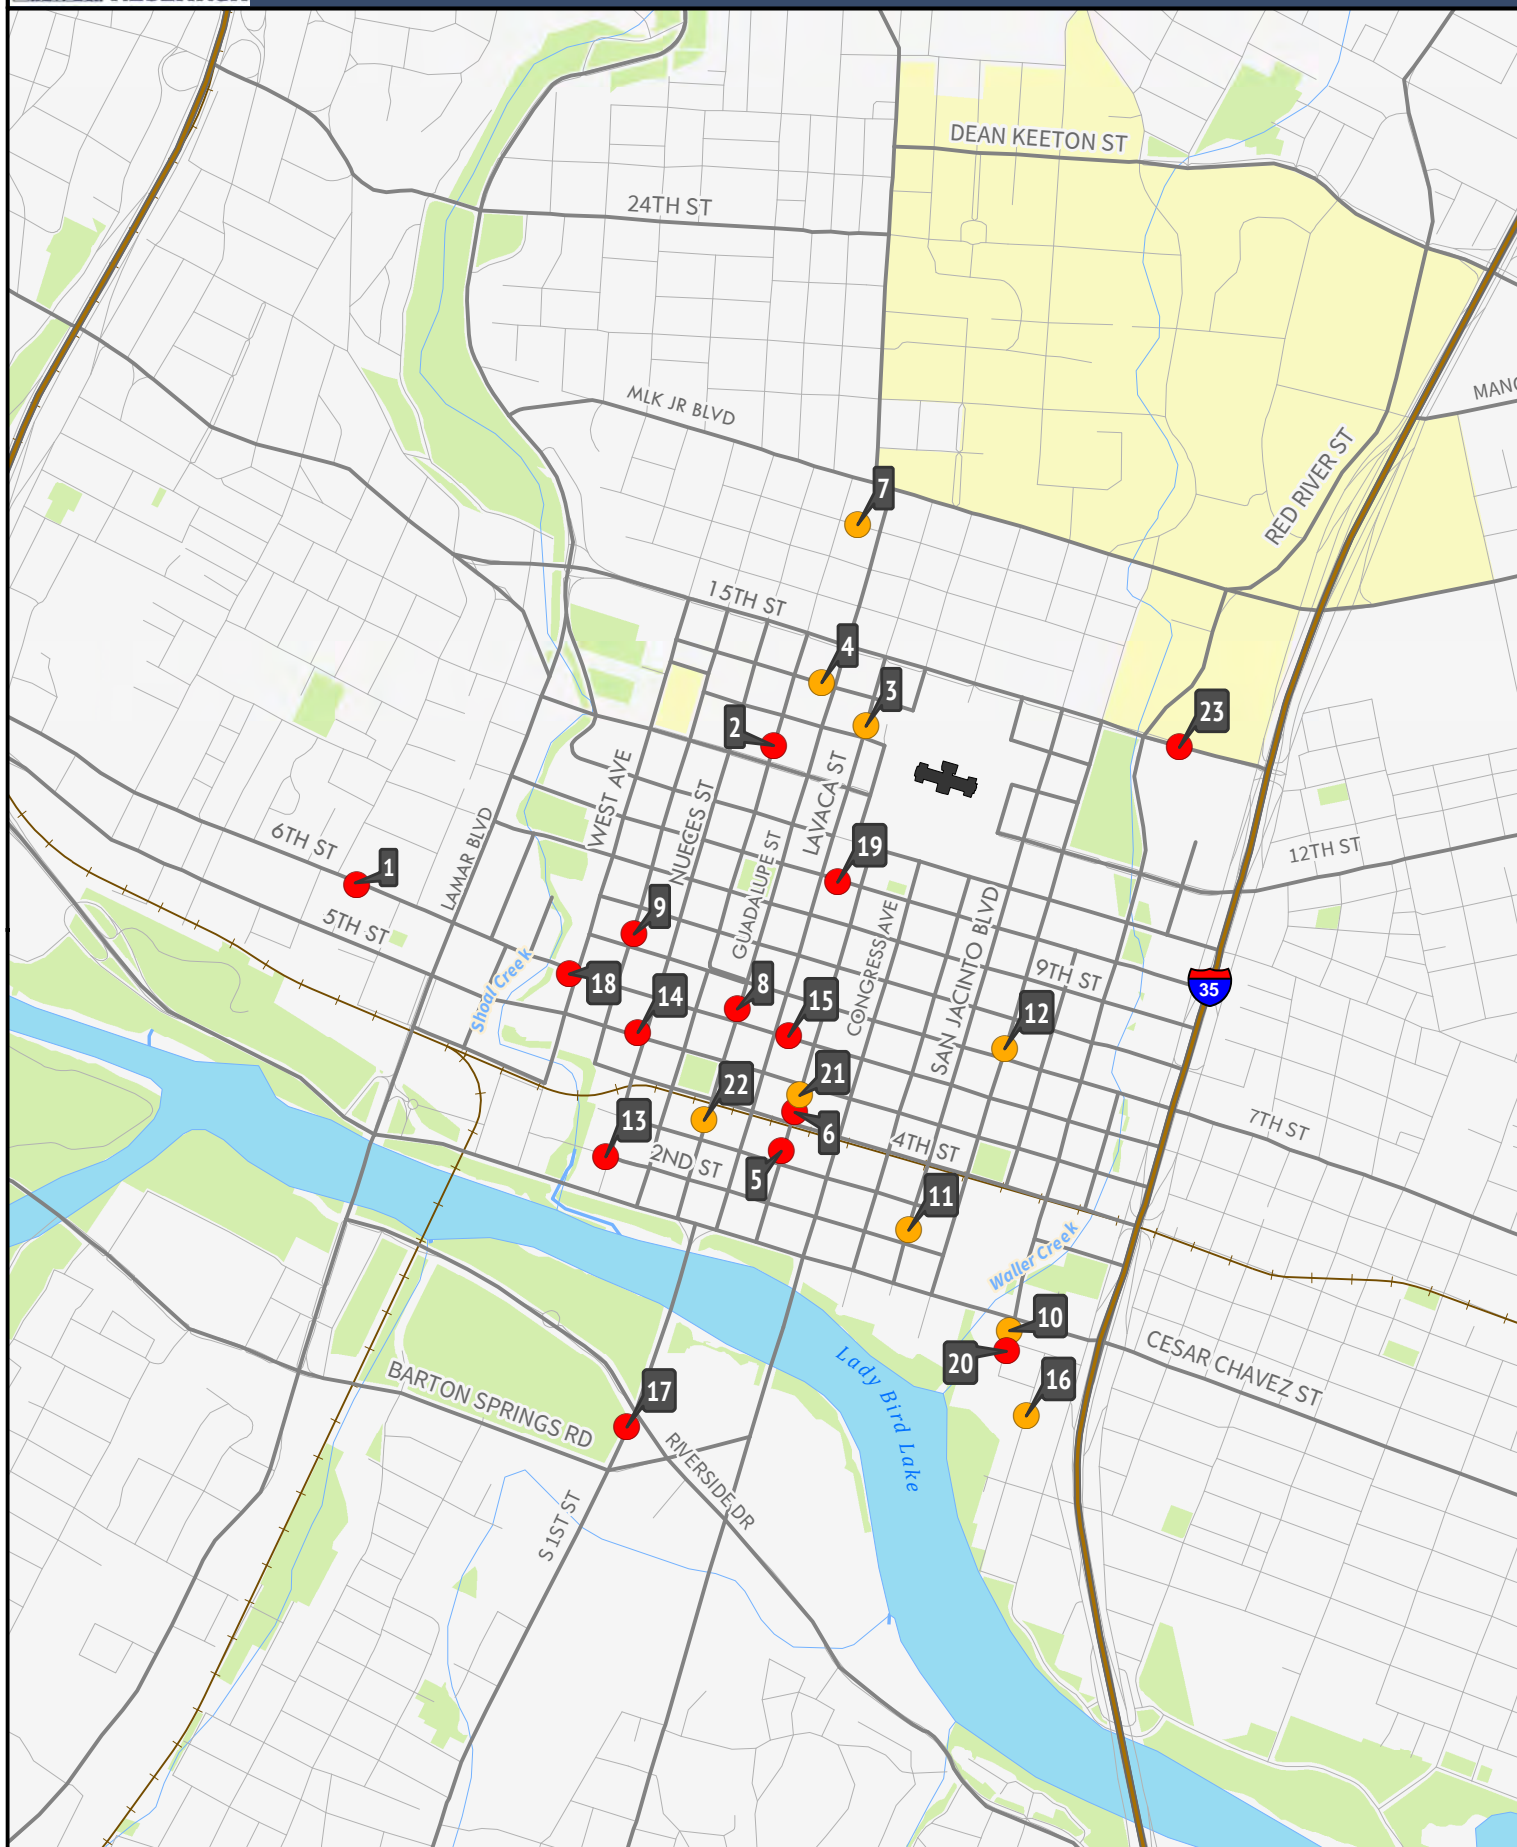 DEAN KEETON ST
24TH ST
MANO
MLK JR BLVD
RED RIVER ST
7
15TH ST
4
3
23
2
WEST AVE
NUECES ST
LAVACA ST
LAMAR BLVD
6TH ST
12TH ST
19
1
GUADALUPE ST
9
CONGRESS AVE
SAN JACINTO BLVD
5TH ST
9TH ST
Shoal Creek
18
14
8
15
35
12
21
22
13
6
7TH ST
4TH ST
2ND ST
5
11
Waller Creek
10
20
CESAR CHAVEZ ST
16
Lady Bird Lake
BARTON SPRINGS RD
17
RIVERSIDE DR
S 1ST ST